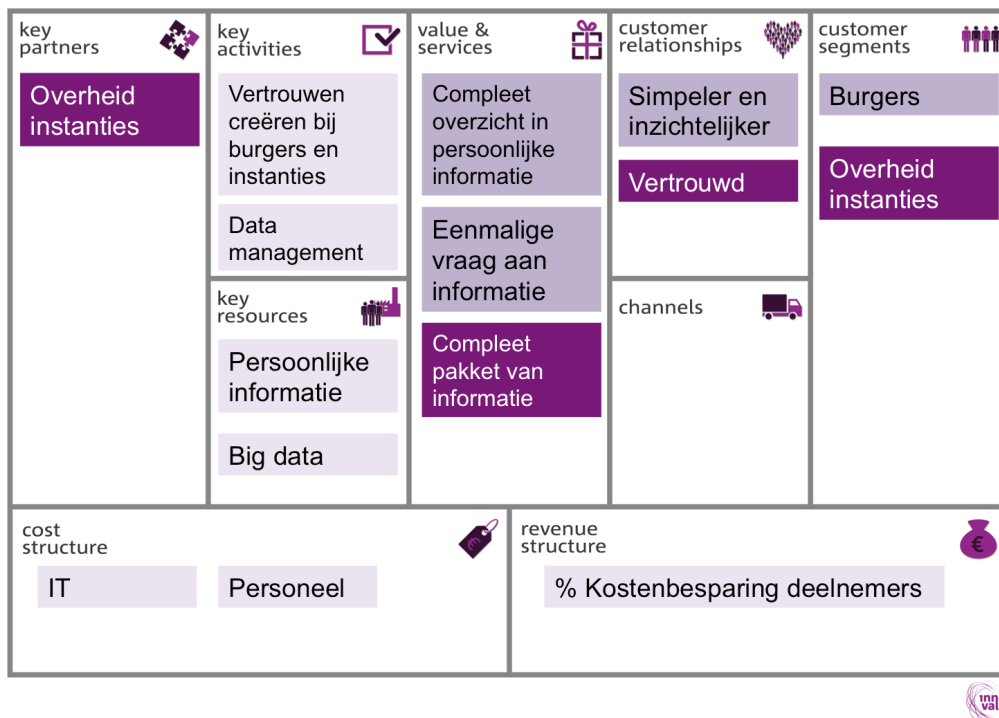 key
partners
Overheid
instanties
key
activities
Vertrouwen
creëren bij
burgers en
instanties
Data
management
key
resources
Persoonlijke
informatie
Big data
value &
services
Compleet
overzicht in
persoonlijke
informatie
Eenmalige
vraag aan
informatie
Compleet
pakket van
informatie
customer
relationships
Simpeler en
inzichtelijker
Vertrouwd
channels
customer
segments
Burgers
Overheid
instanties
cost
structure
€
IT
Personeel
revenue
structure
€
% Kostenbesparing deelnemers